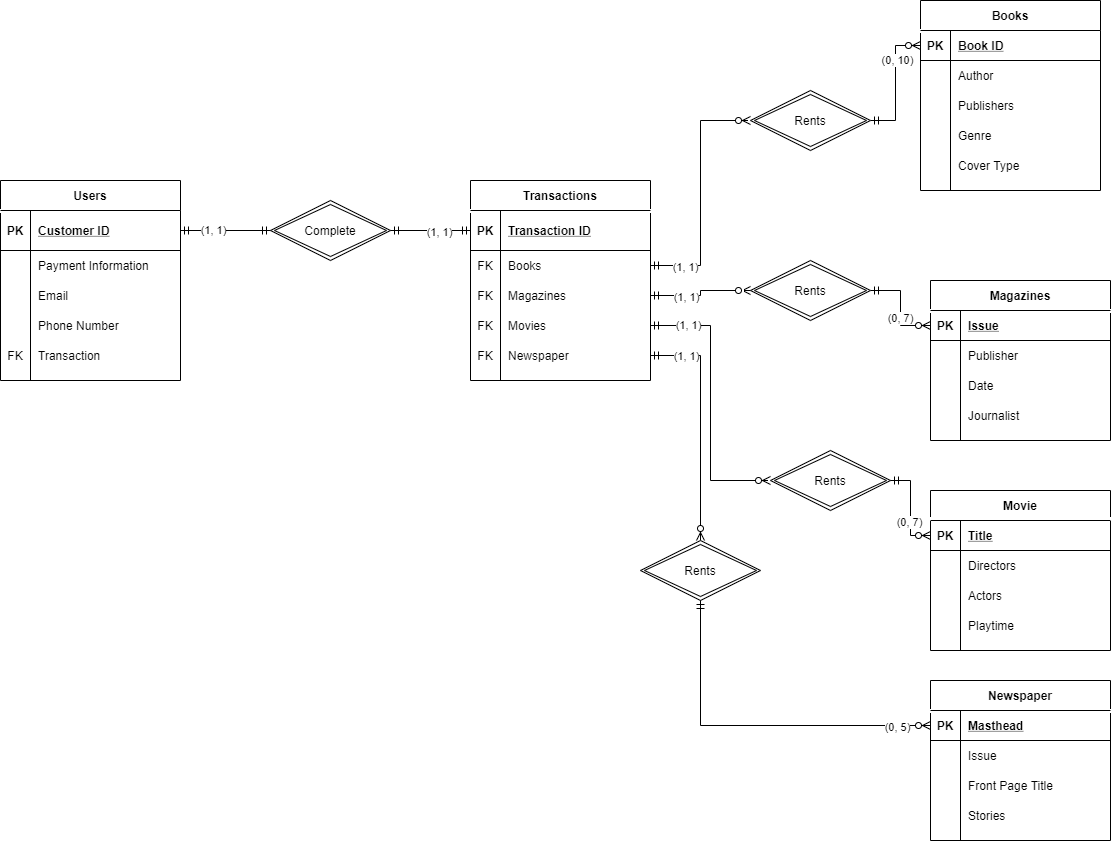 Users
PK Customer ID
Payment Information
Email
Phone Number
FK Transaction
(1, 1)
Complete
(1, 1)
Transactions
PK Transaction ID
FK Books
FK Magazines
FK Movies
FK Newspaper
(1, 1)
(1, 1)
(1, 1)
(1, 1)
Rents
(0, 10)
Books
PK Book ID
Author
Publishers
Genre
Cover Type
Rents
(0, 7)
Magazines
PK Issue
Publisher
Date
Journalist
Rents
(0, 7)
Movie
PK Title
Directors
Actors
Playtime
Rents
(0, 5)
Newspaper
PK Masthead
Issue
Front Page Title
Stories